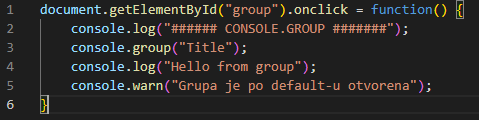 1 document.getElementById("group").onclick = function() {
2 console.log("###### CONSOLE.GROUP #######");
3 console.group("Title");
4 console.log("Hello from group");
5 console.warn("Grupa je po default-u otvorena");
6 }